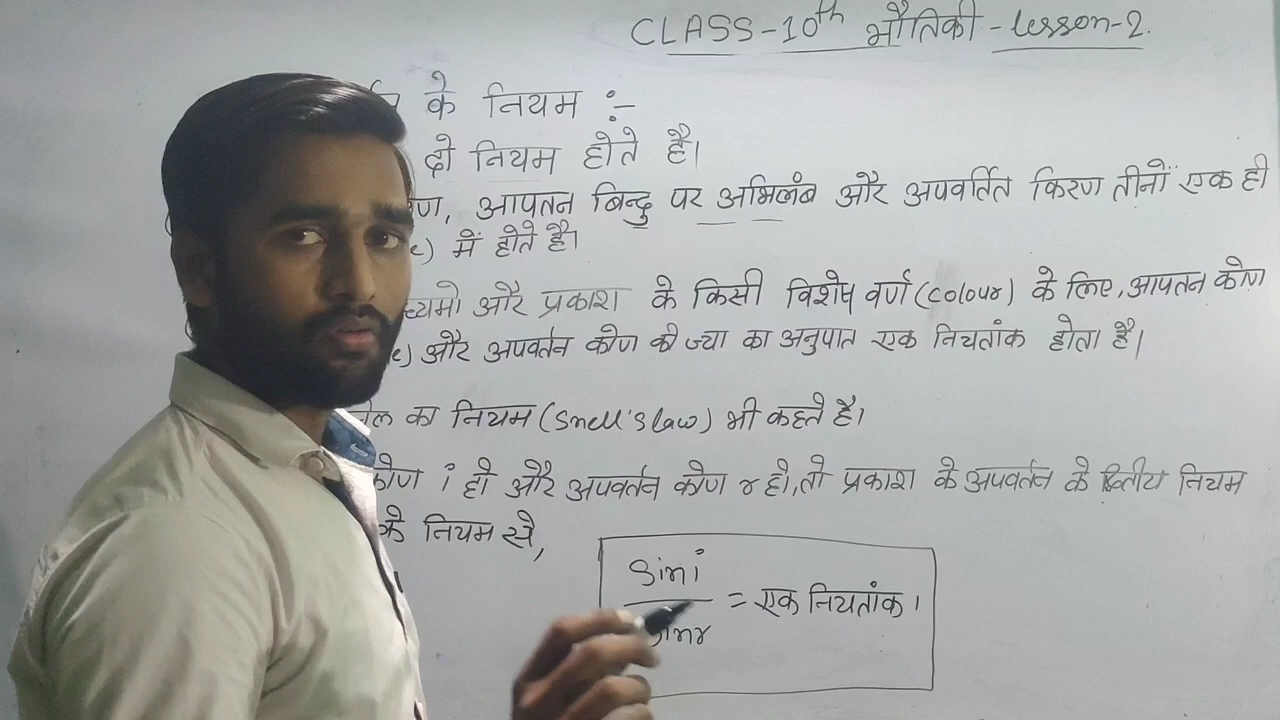 CLASS-10th भौतिकी - Lesson-2.
के नियम :-
दो नियम होते है।
आपतन बिन्दु पर अभिलंब और अपवर्तित किरण तीनों एक ही
में होते है।
और प्रकाश के किसी विशेष वर्ण (colour) के लिए, आपतन कोण
और अपवर्तन कोण की ज्या का अनुपात एक नियतांक होता है।
का नियम (Snell's law) भी कहते है।
कोण i हो और अपवर्तन कोण r हो, तो प्रकाश के अपवर्तन के द्वितीय नियम
के नियम से,
Sin i
= एक नियतांक।